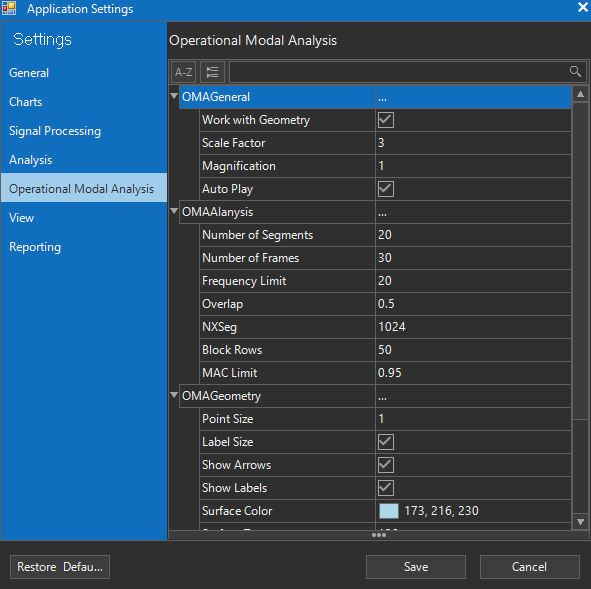 Application Settings
Settings
General
Charts
Signal Processing
Analysis
Operational Modal Analysis
View
Reporting
Operational Modal Analysis
A-Z
OMAGeneral ...
Work with Geometry
Scale Factor 3
Magnification 1
Auto Play
OMAAlanysis ...
Number of Segments 20
Number of Frames 30
Frequency Limit 20
Overlap 0.5
NXSeg 1024
Block Rows 50
MAC Limit 0.95
OMAGeometry ...
Point Size 1
Label Size
Show Arrows
Show Labels
Surface Color 173, 216, 230
Restore Defau...
Save
Cancel